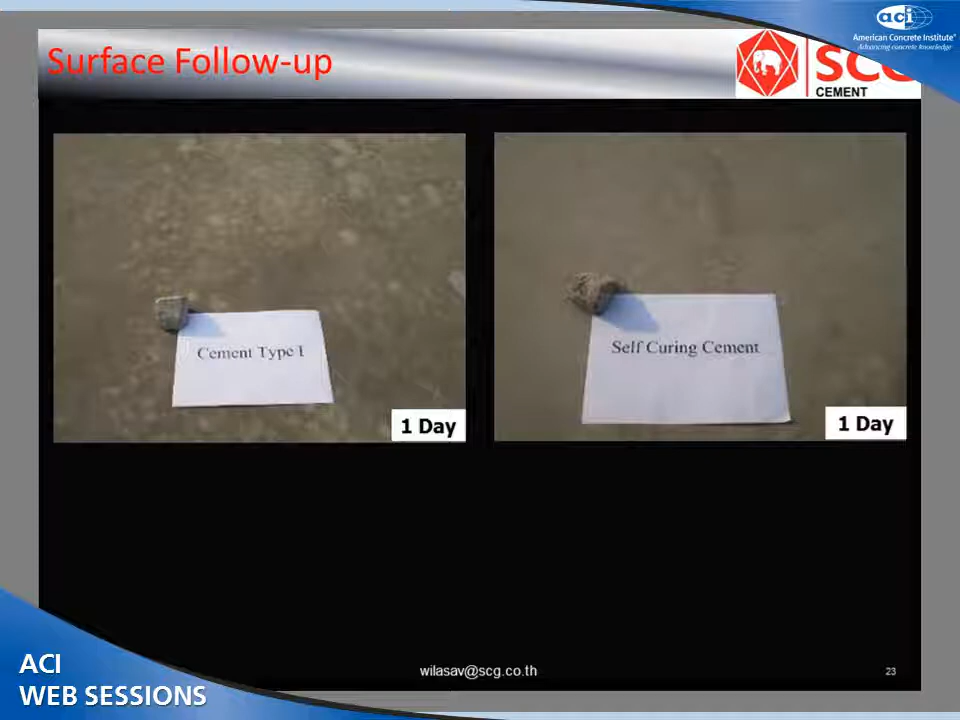 aci
American Concrete Institute®
Advancing concrete knowledge
Surface Follow-up
SCG
CEMENT
Cement Type I
1 Day
Self Curing Cement
1 Day
ACI
WEB SESSIONS
wilasav@scg.co.th
23